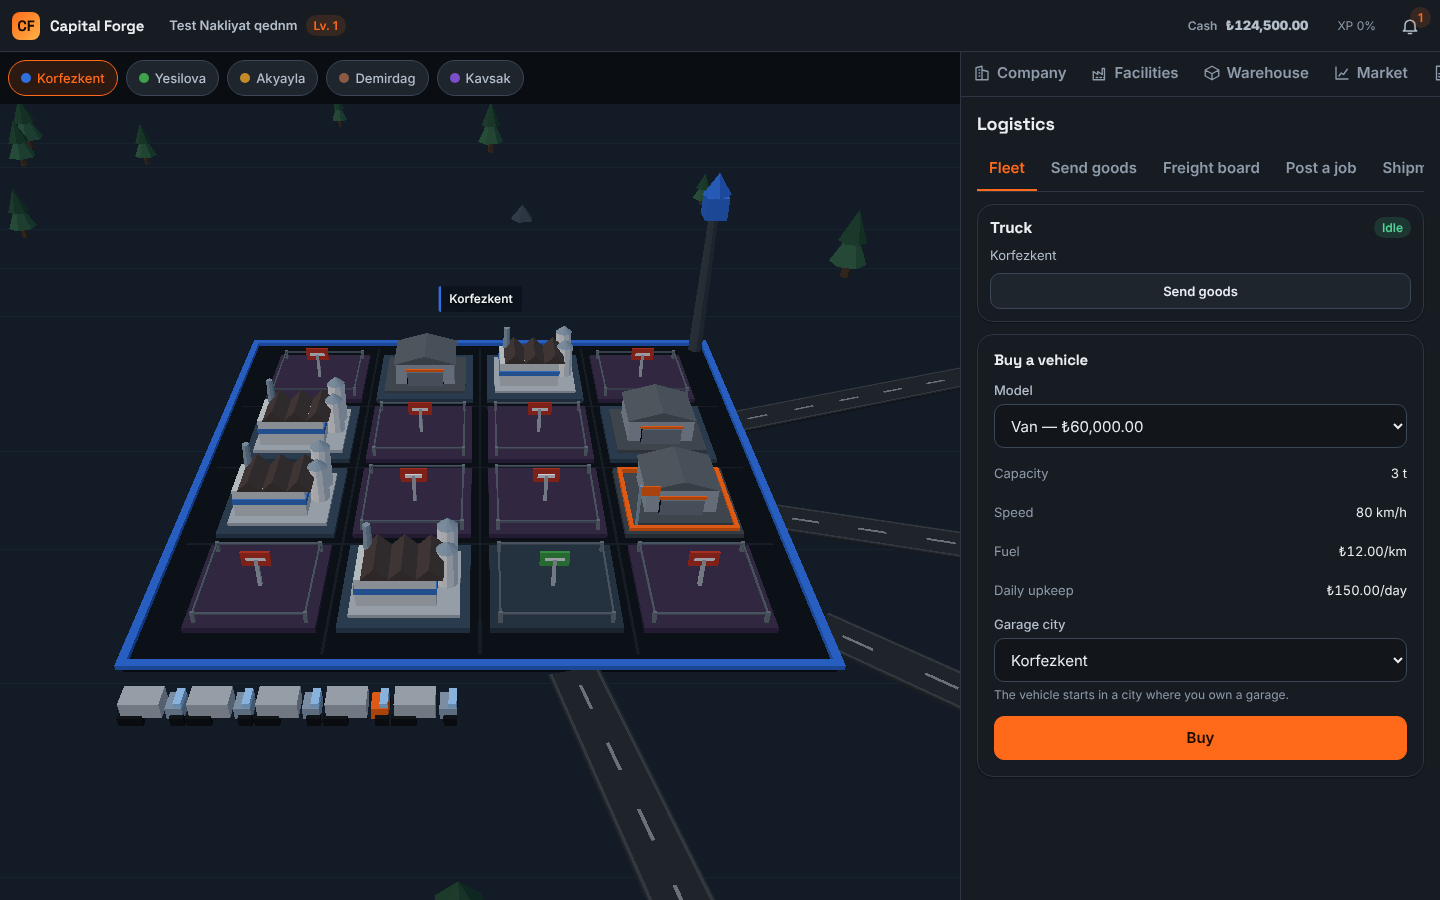 CF Capital Forge Test Nakliyat qednm Lv. 1 Cash ₺124,500.00 XP 0% 1
Korfezkent Yesilova Akyayla Demirdag Kavsak
Company Facilities Warehouse Market
Logistics
Fleet Send goods Freight board Post a job Shipm
Truck Idle
Korfezkent
Send goods
Korfezkent
Buy a vehicle
Model
Van — ₺60,000.00
Capacity 3 t
Speed 80 km/h
Fuel ₺12.00/km
Daily upkeep ₺150.00/day
Garage city
Korfezkent
The vehicle starts in a city where you own a garage.
Buy